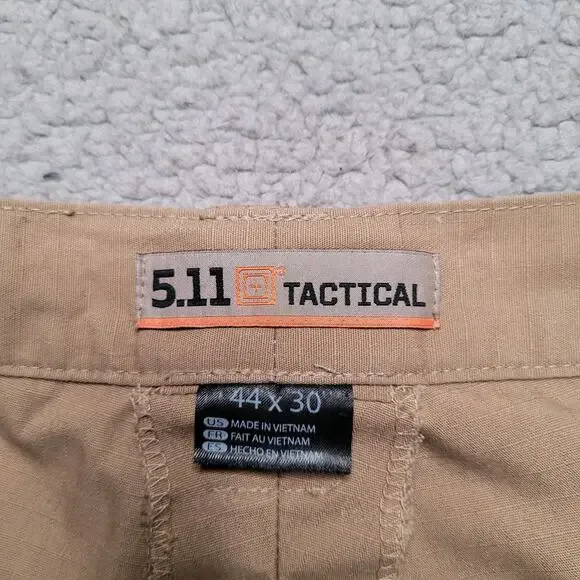 5.11 TACTICAL
44 x 30
US MADE IN VIETNAM
FR FAIT AU VIETNAM
ES HECHO EN VIETNAM